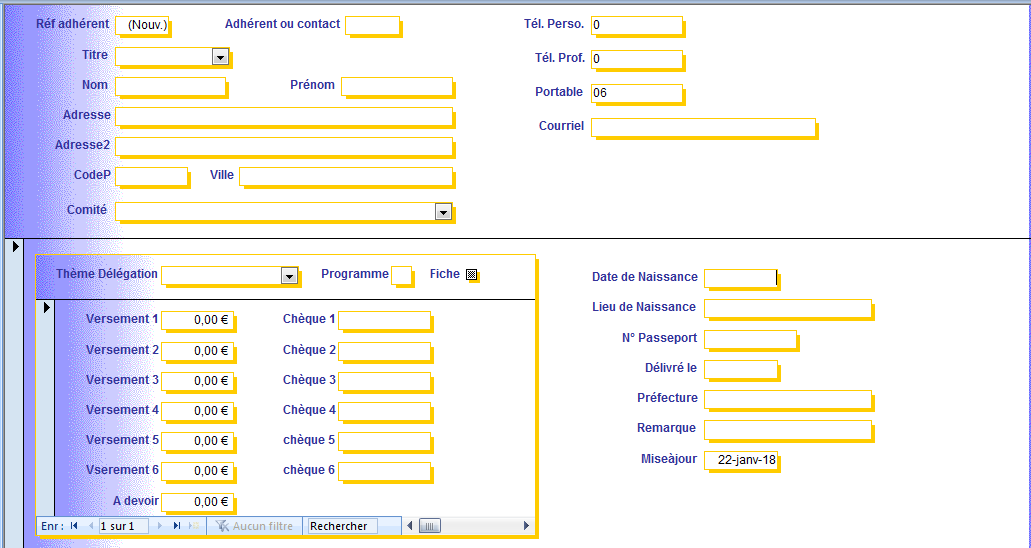 Réf adhérent (Nouv.) Adhérent ou contact Tél. Perso. 0
Titre Tél. Prof. 0
Nom Prénom Portable 06
Adresse Courriel
Adresse2
CodeP Ville
Comité
Thème Délégation Programme Fiche Date de Naissance
Lieu de Naissance
Versement 1 0,00 € Chèque 1 N° Passeport
Versement 2 0,00 € Chèque 2 Délivré le
Versement 3 0,00 € Chèque 3 Préfecture
Versement 4 0,00 € Chèque 4 Remarque
Versement 5 0,00 € chèque 5 Miseàjour 22-janv-18
Vserement 6 0,00 € chèque 6
A devoir 0,00 €
Enr : 1 sur 1 Aucun filtre Rechercher